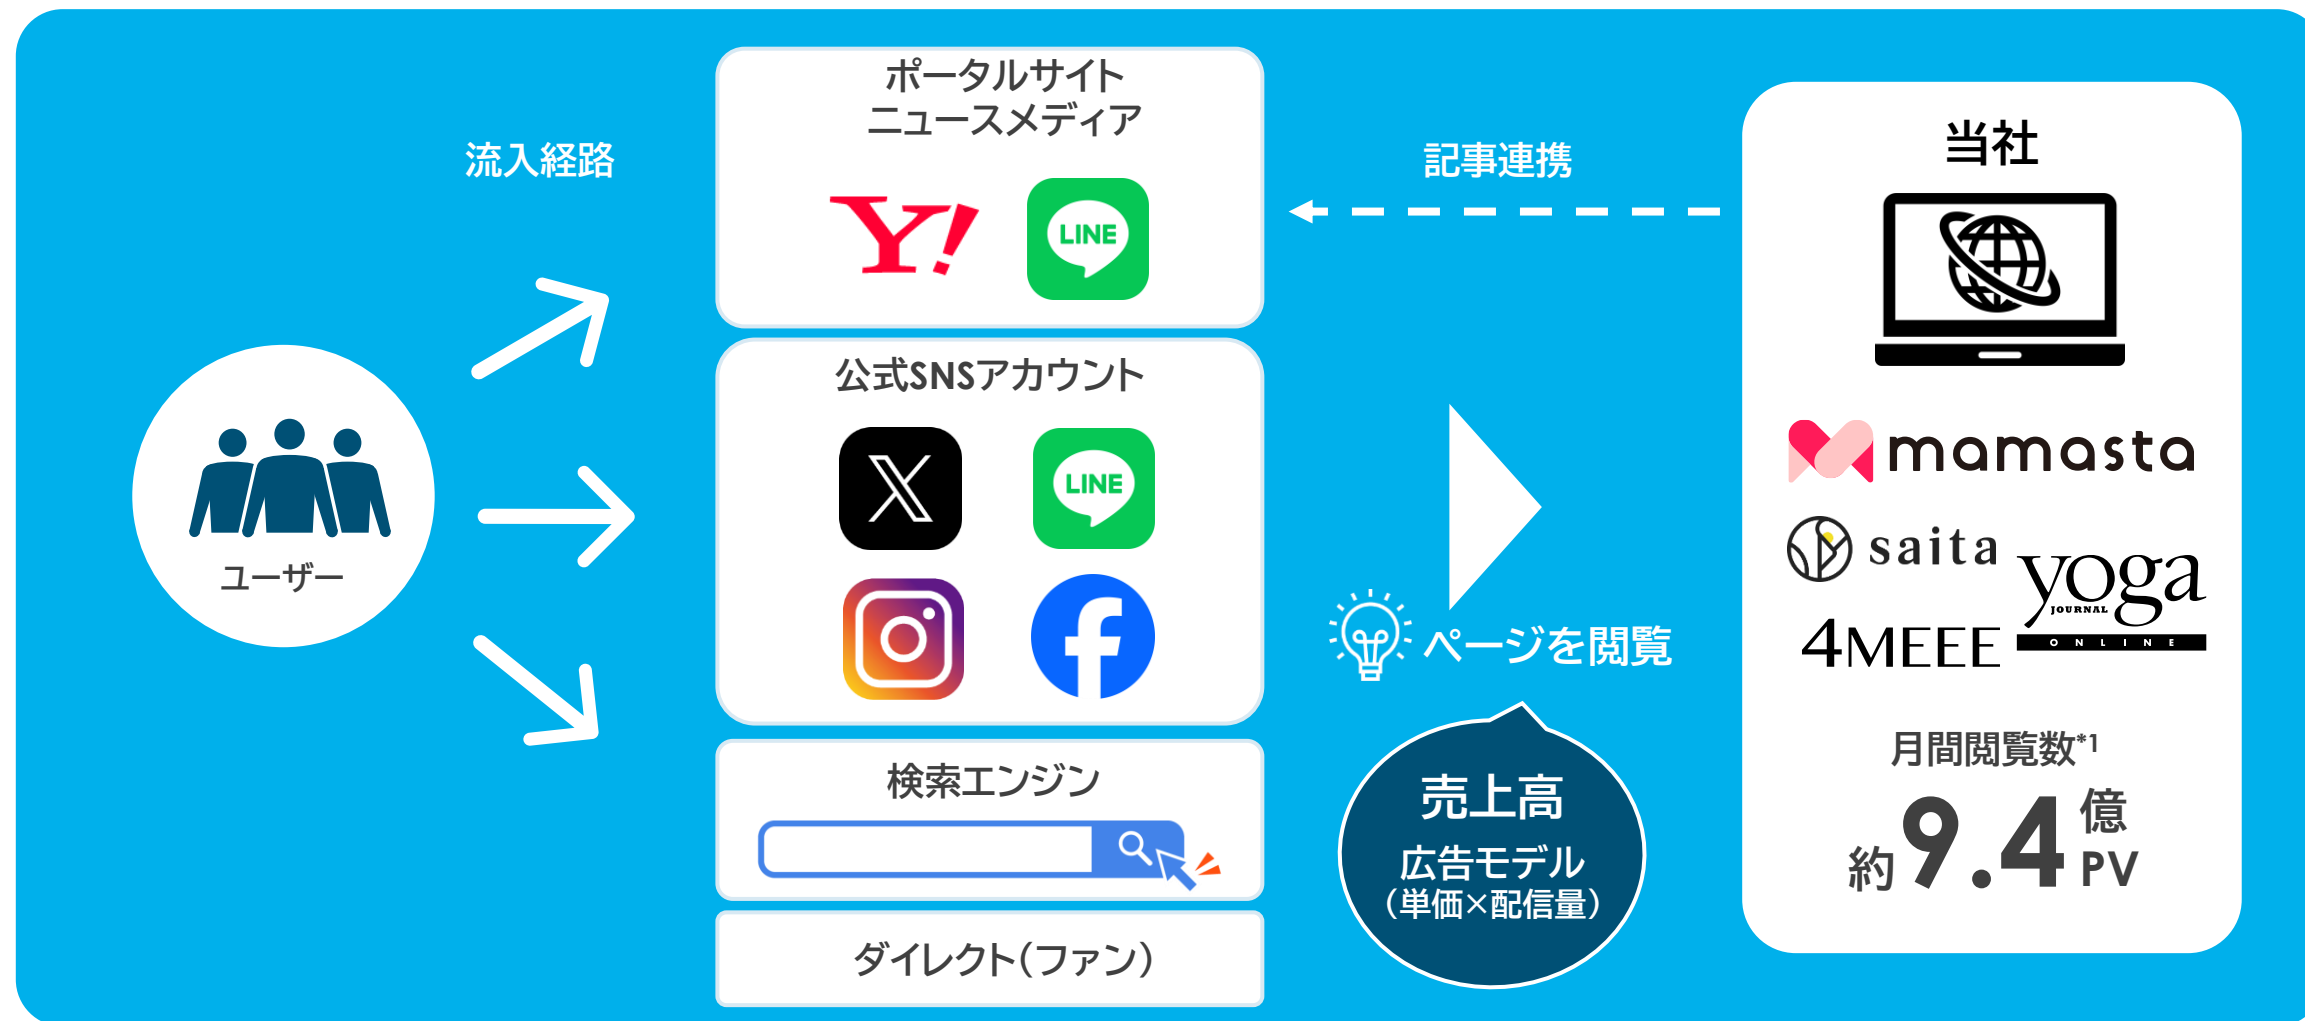 流入経路
ユーザー
ポータルサイト
ニュースメディア
Y!
LINE
公式SNSアカウント
X
LINE
f
検索エンジン
ダイレクト（ファン）
記事連携
ページを閲覧
売上高
広告モデル
（単価×配信量）
当社
mamasta
saita
yoga
JOURNAL
ONLINE
4MEEE
月間閲覧数*1
約9.4億PV